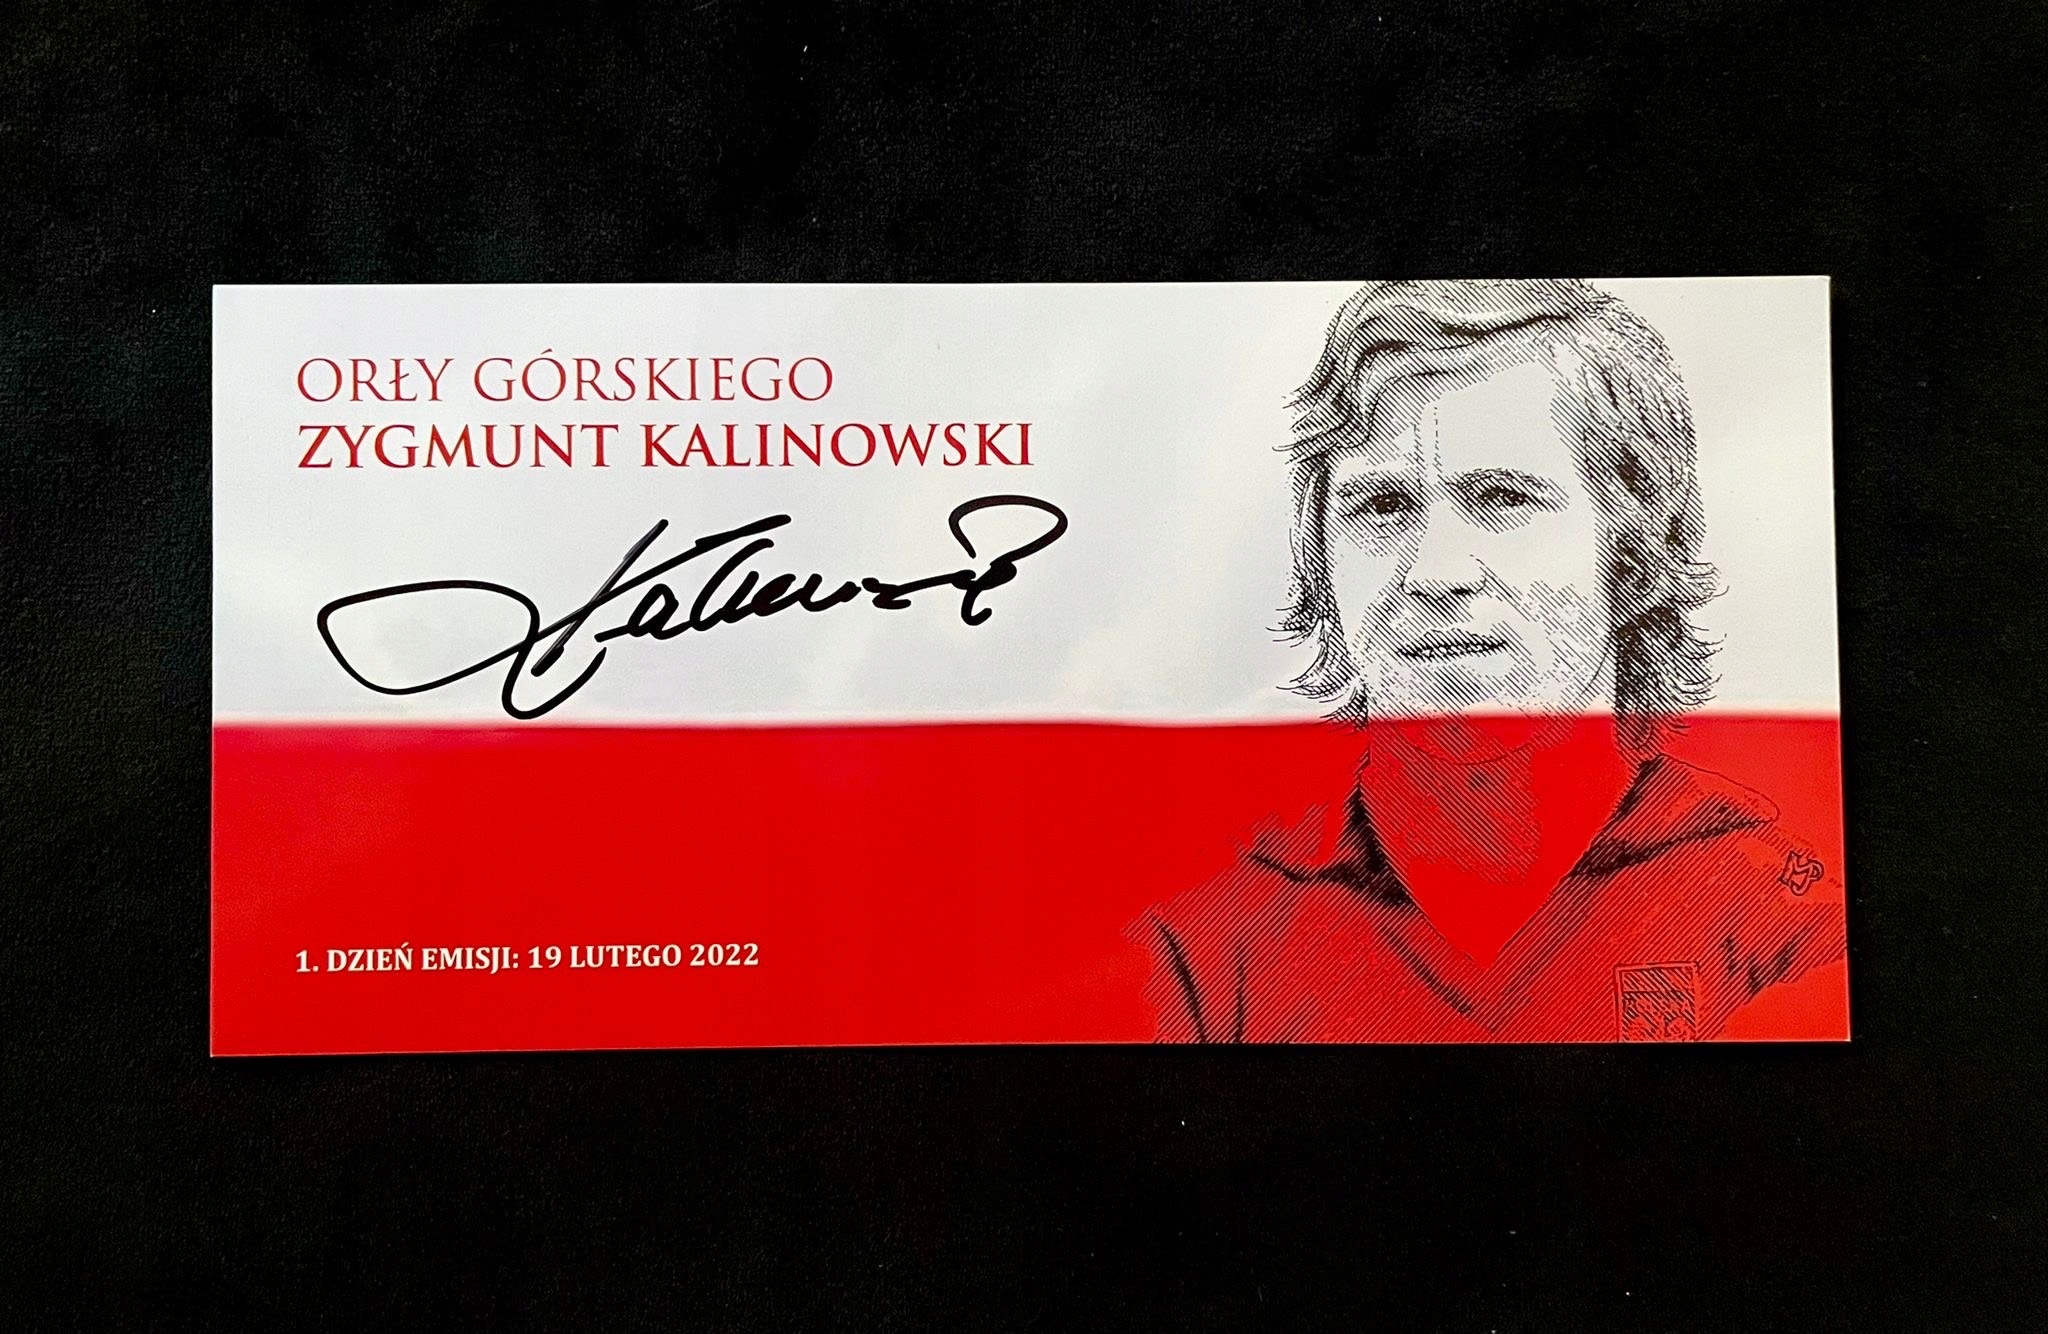 ORŁY GÓRSKIEGO
ZYGMUNT KALINOWSKI
1. DZIEŃ EMISJI: 19 LUTEGO 2022